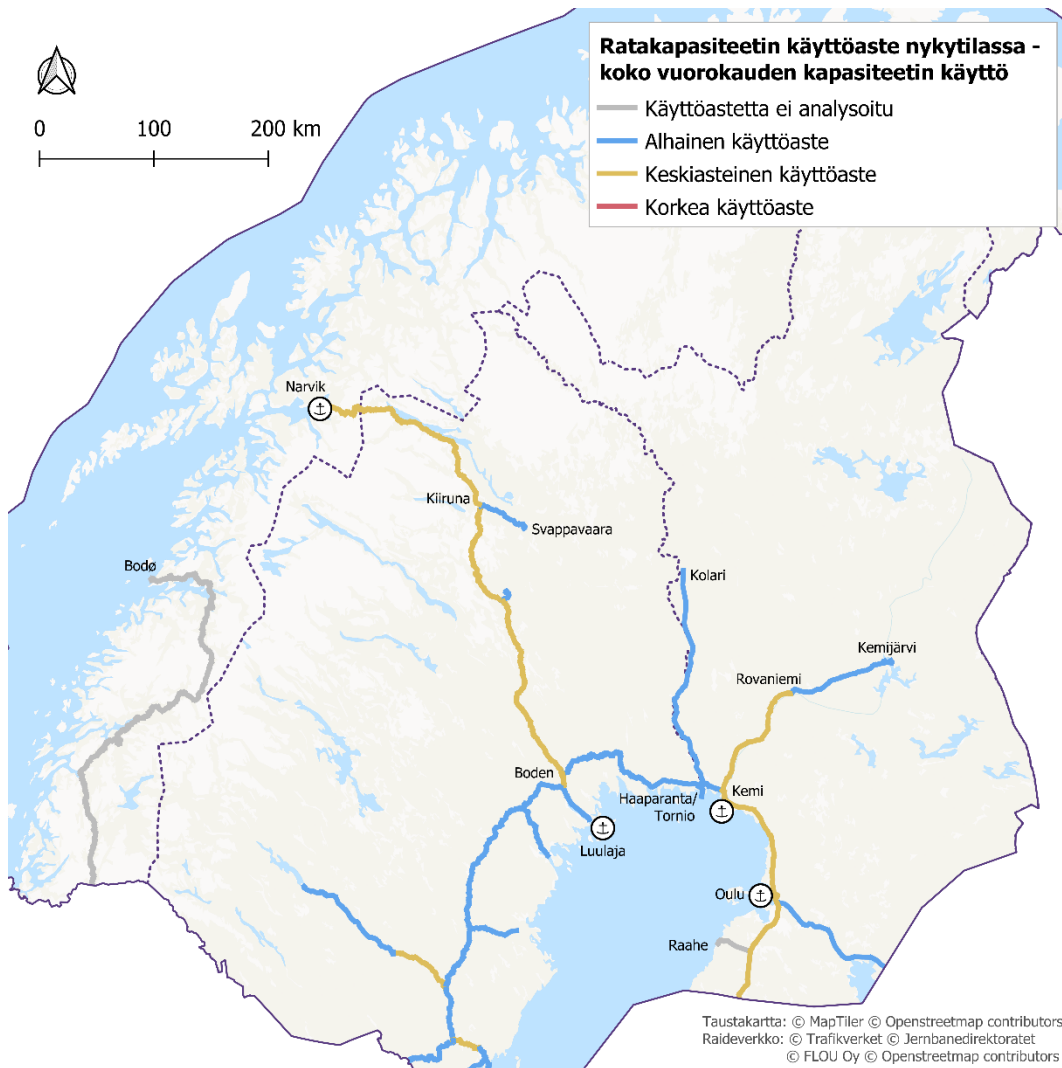 Ratakapasiteetin käyttöaste nykytilassa -
koko vuorokauden kapasiteetin käyttö
Käyttöastetta ei analysoitu
Alhainen käyttöaste
Keskiasteinen käyttöaste
Korkea käyttöaste
0 100 200 km
Narvik
Kiiruna
Svappavaara
Bodø
Kolari
Kemijärvi
Rovaniemi
Boden
Haaparanta/
Tornio
Kemi
Luulaja
Oulu
Raahe
Taustakartta: © MapTiler © Openstreetmap contributors
Raideverkko: © Trafikverket © Jernbanedirektoratet
© FLOU Oy © Openstreetmap contributors